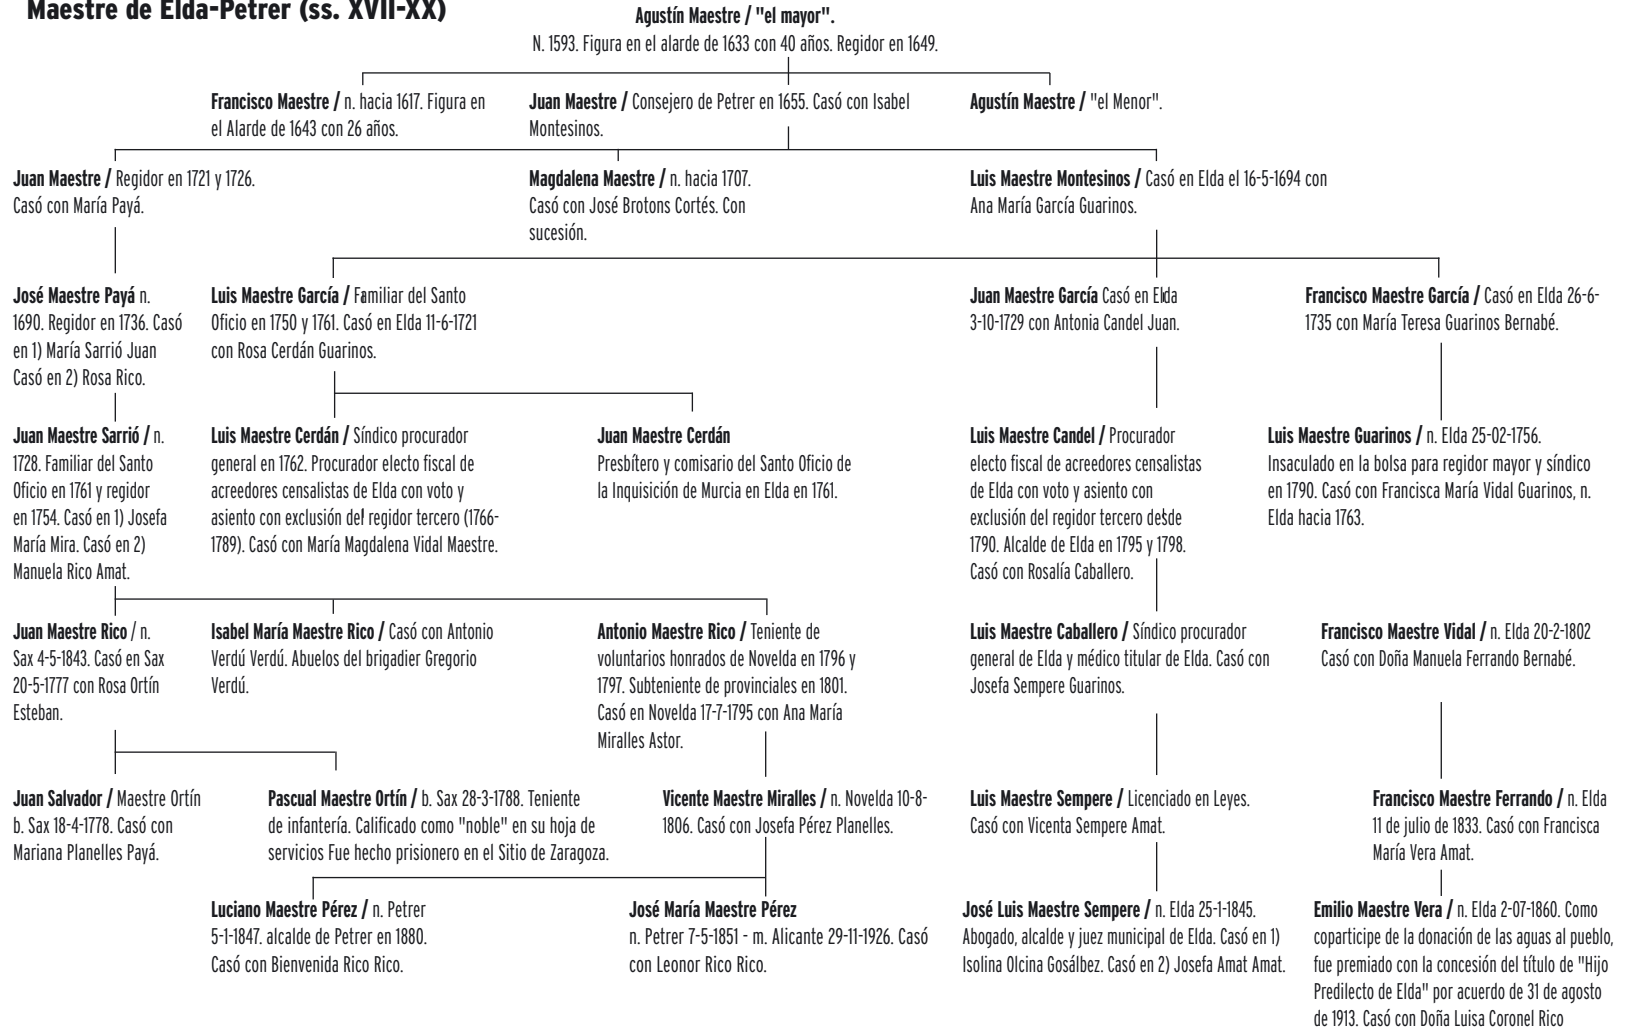 Maestre de Elda-Petrer (ss. XVII-XX)
Agustín Maestre / "el mayor".
N. 1593. Figura en el alarde de 1633 con 40 años. Regidor en 1649.
Francisco Maestre / n. hacia 1617. Figura en
el Alarde de 1643 con 26 años.
Juan Maestre / Consejero de Petrer en 1655. Casó con Isabel
Montesinos.
Agustín Maestre / "el Menor".
Juan Maestre / Regidor en 1721 y 1726.
Casó con María Payá.
Magdalena Maestre / n. hacia 1707.
Casó con José Brotons Cortés. Con
sucesión.
Luis Maestre Montesinos / Casó en Elda el 16-5-1694 con
Ana María García Guarinos.
José Maestre Payá n.
1690. Regidor en 1736. Casó
en 1) María Sarrió Juan
Casó en 2) Rosa Rico.
Luis Maestre García / Familiar del Santo
Oficio en 1750 y 1761. Casó en Elda 11-6-1721
con Rosa Cerdán Guarinos.
Juan Maestre García Casó en Elda
3-10-1729 con Antonia Candel Juan.
Francisco Maestre García / Casó en Elda 26-6-
1735 con María Teresa Guarinos Bernabé.
Juan Maestre Sarrió / n.
1728. Familiar del Santo
Oficio en 1761 y regidor
en 1754. Casó en 1) Josefa
María Mira. Casó en 2)
Manuela Rico Amat.
Luis Maestre Cerdán / Síndico procurador
general en 1762. Procurador electo fiscal de
acreedores censalistas de Elda con voto y
asiento con exclusión del regidor tercero (1766-
1789). Casó con María Magdalena Vidal Maestre.
Juan Maestre Cerdán
Presbítero y comisario del Santo Oficio de
la Inquisición de Murcia en Elda en 1761.
Luis Maestre Candel / Procurador
electo fiscal de acreedores censalistas
de Elda con voto y asiento con
exclusión del regidor tercero desde
1790. Alcalde de Elda en 1795 y 1798.
Casó con Rosalía Caballero.
Luis Maestre Guarinos / n. Elda 25-02-1756.
Insaculado en la bolsa para regidor mayor y síndico
en 1790. Casó con Francisca María Vidal Guarinos, n.
Elda hacia 1763.
Juan Maestre Rico / n.
Sax 4-5-1843. Casó en Sax
20-5-1777 con Rosa Ortín
Esteban.
Isabel María Maestre Rico / Casó con Antonio
Verdú Verdú. Abuelos del brigadier Gregorio
Verdú.
Antonio Maestre Rico / Teniente de
voluntarios honrados de Novelda en 1796 y
1797. Subteniente de provinciales en 1801.
Casó en Novelda 17-7-1795 con Ana María
Miralles Astor.
Luis Maestre Caballero / Síndico procurador
general de Elda y médico titular de Elda. Casó con
Josefa Sempere Guarinos.
Francisco Maestre Vidal / n. Elda 20-2-1802
Casó con Doña Manuela Ferrando Bernabé.
Juan Salvador / Maestre Ortín
b. Sax 18-4-1778. Casó con
Mariana Planelles Payá.
Pascual Maestre Ortín / b. Sax 28-3-1788. Teniente
de infantería. Calificado como "noble" en su hoja de
servicios Fue hecho prisionero en el Sitio de Zaragoza.
Vicente Maestre Miralles / n. Novelda 10-8-
1806. Casó con Josefa Pérez Planelles.
Luis Maestre Sempere / Licenciado en Leyes.
Casó con Vicenta Sempere Amat.
Francisco Maestre Ferrando / n. Elda
11 de julio de 1833. Casó con Francisca
María Vera Amat.
Luciano Maestre Pérez / n. Petrer
5-1-1847. alcalde de Petrer en 1880.
Casó con Bienvenida Rico Rico.
José María Maestre Pérez
n. Petrer 7-5-1851 - m. Alicante 29-11-1926. Casó
con Leonor Rico Rico.
José Luis Maestre Sempere / n. Elda 25-1-1845.
Abogado, alcalde y juez municipal de Elda. Casó en 1)
Isolina Olcina Gosálbez. Casó en 2) Josefa Amat Amat.
Emilio Maestre Vera / n. Elda 2-07-1860. Como
coparticipe de la donación de las aguas al pueblo,
fue premiado con la concesión del título de "Hijo
Predilecto de Elda" por acuerdo de 31 de agosto
de 1913. Casó con Doña Luisa Coronel Rico